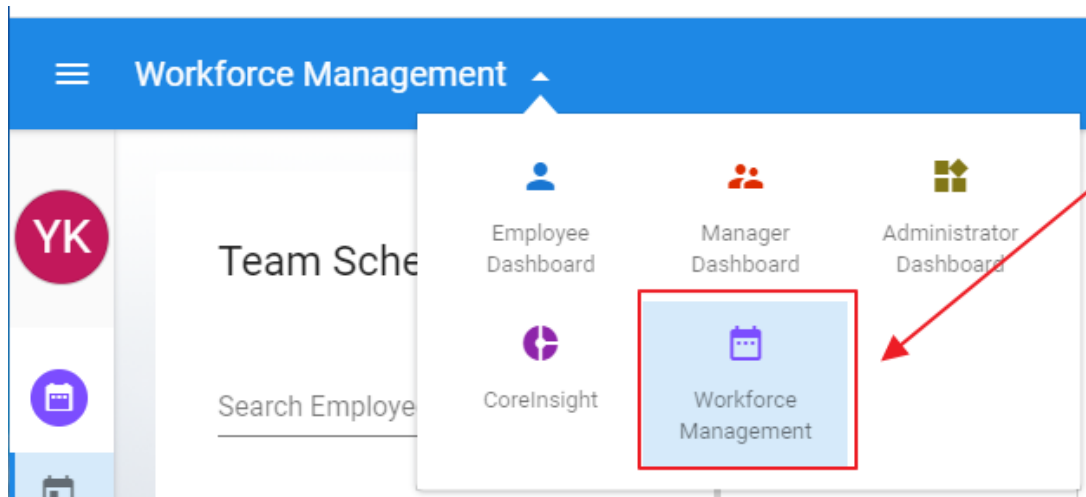 Workforce Management
YK
Team Sche
Search Employe
Employee
Dashboard
Manager
Dashboard
Administrator
Dashboard
CoreInsight
Workforce
Management